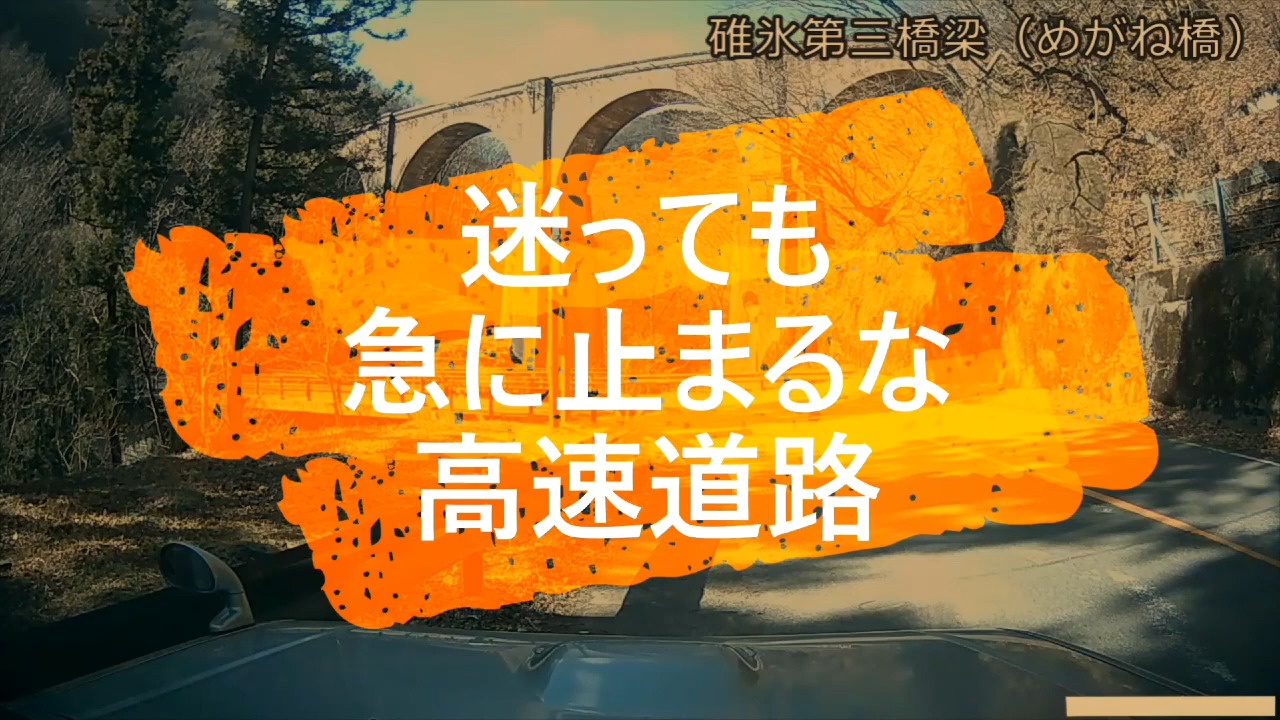 碓氷第三橋梁（めがね橋）
迷っても
急に止まるな
高速道路